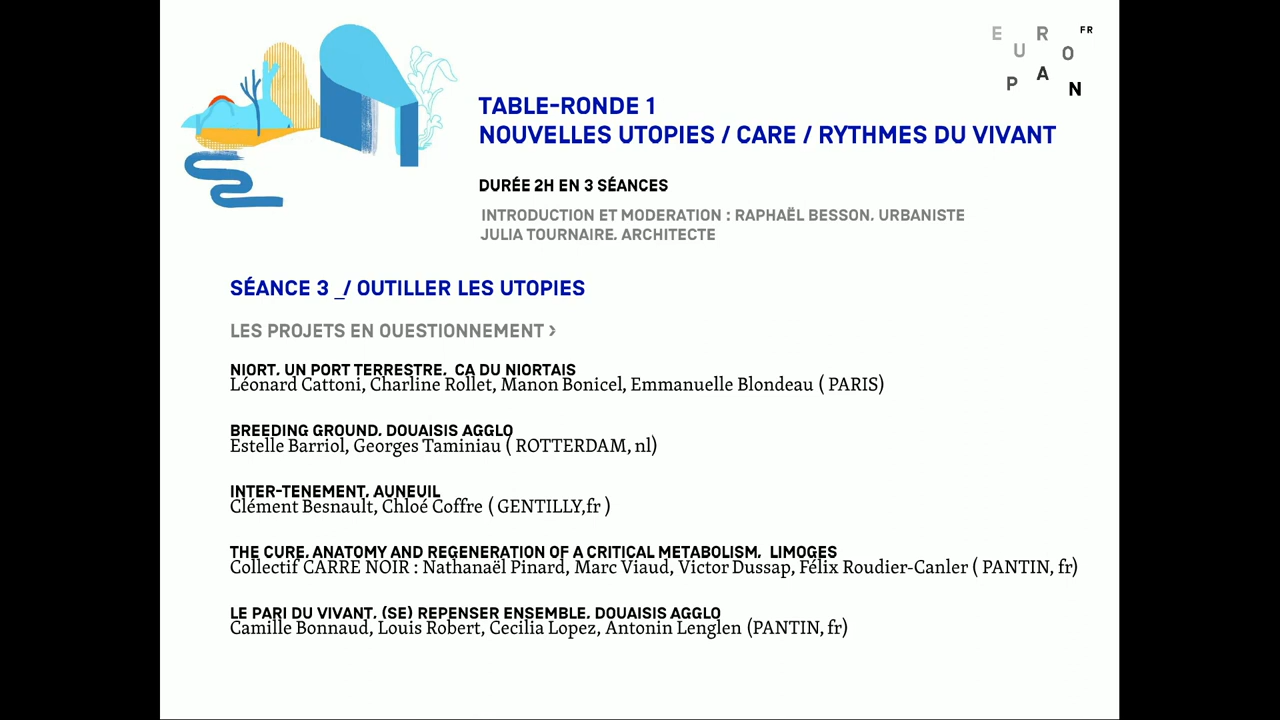 EUROPAN FR
TABLE-RONDE 1
NOUVELLES UTOPIES / CARE / RYTHMES DU VIVANT
DURÉE 2H EN 3 SÉANCES
INTRODUCTION ET MODERATION : RAPHAËL BESSON, URBANISTE
JULIA TOURNAIRE, ARCHITECTE
SÉANCE 3 _/ OUTILLER LES UTOPIES
LES PROJETS EN QUESTIONNEMENT >
NIORT, UN PORT TERRESTRE, CA DU NIORTAIS
Léonard Cattoni, Charline Rollet, Manon Bonicel, Emmanuelle Blondeau ( PARIS)
BREEDING GROUND, DOUAISIS AGGLO
Estelle Barriol, Georges Taminiau ( ROTTERDAM, nl)
INTER-TENEMENT, AUNEUIL
Clément Besnault, Chloé Coffre ( GENTILLY,fr )
THE CURE, ANATOMY AND REGENERATION OF A CRITICAL METABOLISM, LIMOGES
Collectif CARRE NOIR : Nathanaël Pinard, Marc Viaud, Victor Dussap, Félix Roudier-Canler ( PANTIN, fr)
LE PARI DU VIVANT, (SE) REPENSER ENSEMBLE, DOUAISIS AGGLO
Camille Bonnaud, Louis Robert, Cecilia Lopez, Antonin Lenglen (PANTIN, fr)